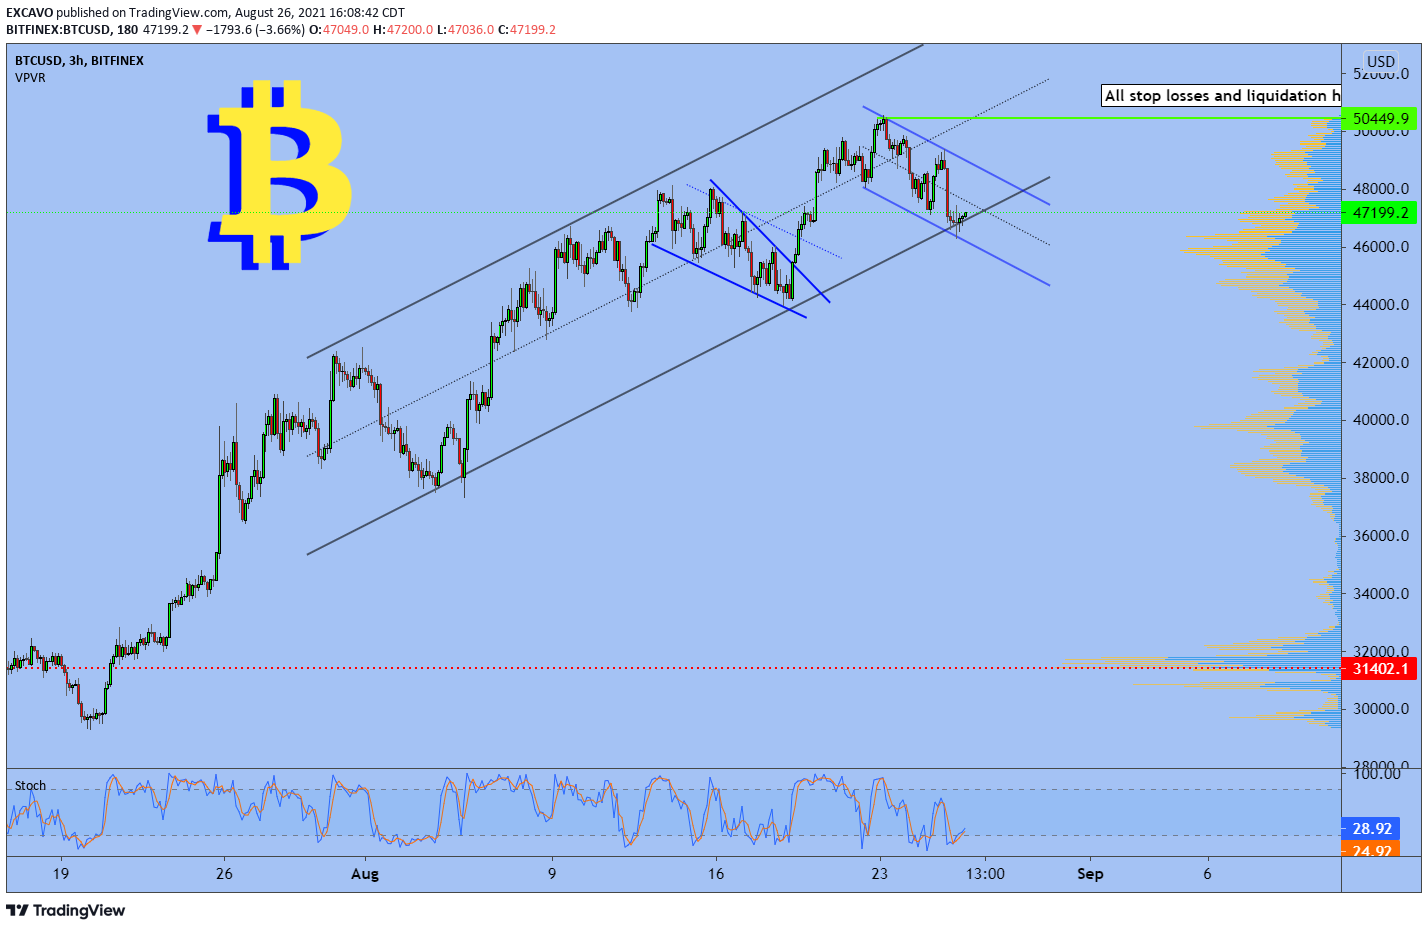 EXCAVO published on TradingView.com, August 26, 2021 16:08:42 CDT
BITFINEX:BTCUSD, 180 47199.2 ▼ −1793.6 (−3.66%) O:47049.0 H:47200.0 L:47036.0 C:47199.2
BTCUSD, 3h, BITFINEX
VPVR
USD
52000.0
All stop losses and liquidation h
50449.9
50000.0
48000.0
47199.2
46000.0
44000.0
42000.0
40000.0
38000.0
36000.0
34000.0
32000.0
31402.1
30000.0
28000.0
100.00
Stoch
28.92
24.92
19 26 Aug 9 16 23 13:00 Sep 6
TradingView